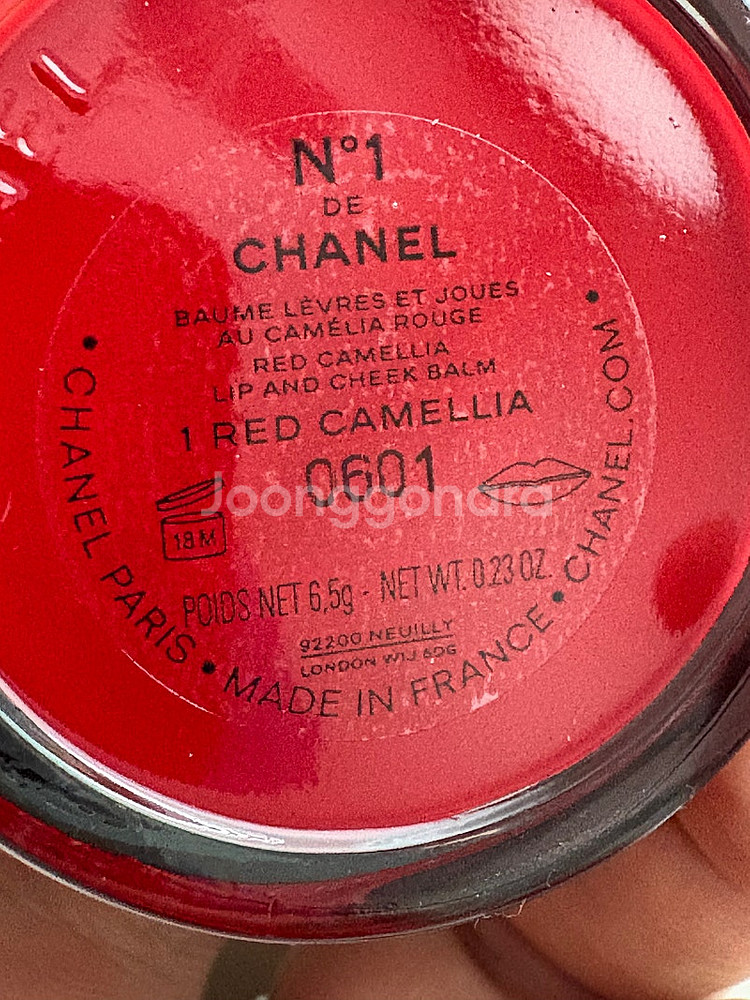 N°1
DE
CHANEL
BAUME LÈVRES ET JOUES
AU CAMÉLIA ROUGE
RED CAMELLIA
LIP AND CHEEK BALM
1 RED CAMELLIA
0601
Joonggonara
18 M
POIDS NET 6,5g - NET WT. 0.23 OZ.
92200 NEUILLY
LONDON W1J 6DG
• CHANEL PARIS • MADE IN FRANCE • CHANEL.COM •